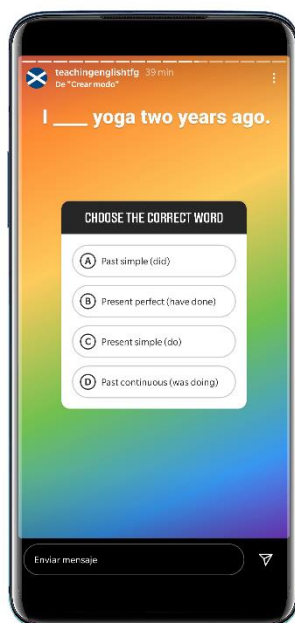 teachingenglishtfg 39 min
De "Crear modo"
I ___ yoga two years ago.
CHOOSE THE CORRECT WORD
A Past simple (did)
B Present perfect (have done)
C Present simple (do)
D Past continuous (was doing)
Enviar mensaje